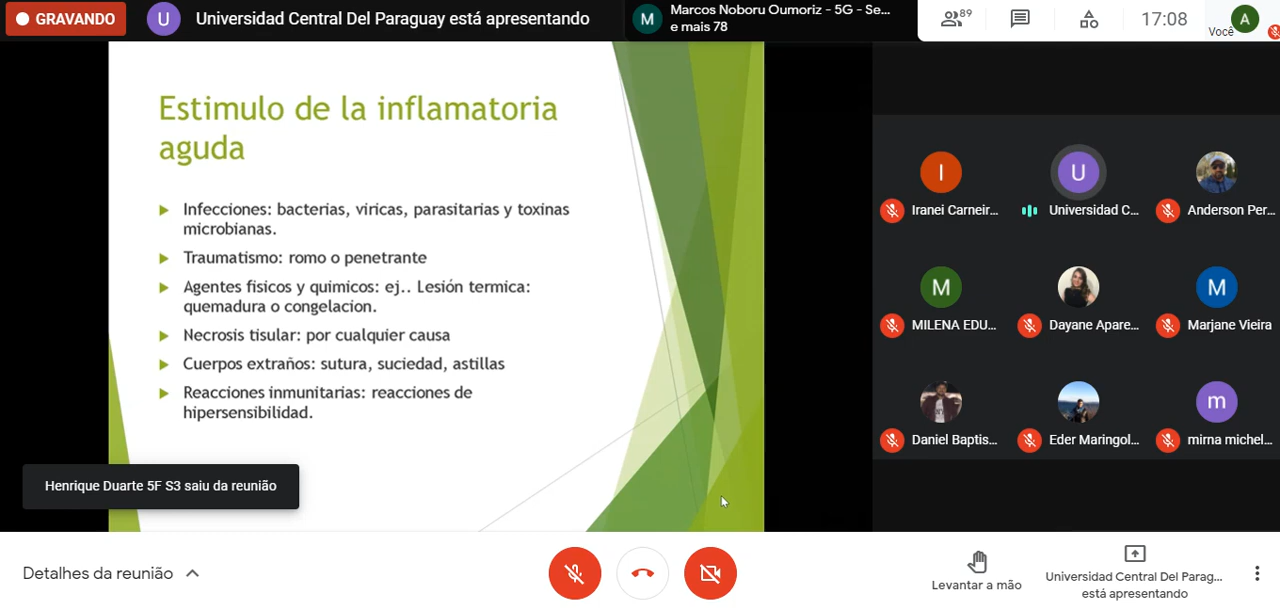 GRAVANDO
U
Universidad Central Del Paraguay está apresentando
M
Marcos Noboru Oumoriz - 5G - Se...
e mais 78
89
17:08
Você
A
Estimulo de la inflamatoria
aguda
Infecciones: bacterias, viricas, parasitarias y toxinas
microbianas.
Traumatismo: romo o penetrante
Agentes fisicos y quimicos: ej.. Lesión termica:
quemadura o congelacion.
Necrosis tisular: por cualquier causa
Cuerpos extraños: sutura, suciedad, astillas
Reacciones inmunitarias: reacciones de
hipersensibilidad.
I
U
Iranei Carneir...
Universidad C...
Anderson Per...
M
M
MILENA EDU...
Dayane Apare...
Marjane Vieira
m
Daniel Baptis...
Eder Maringol...
mirna michel...
Henrique Duarte 5F S3 saiu da reunião
Detalhes da reunião
Levantar a mão
Universidad Central Del Parag...
está apresentando